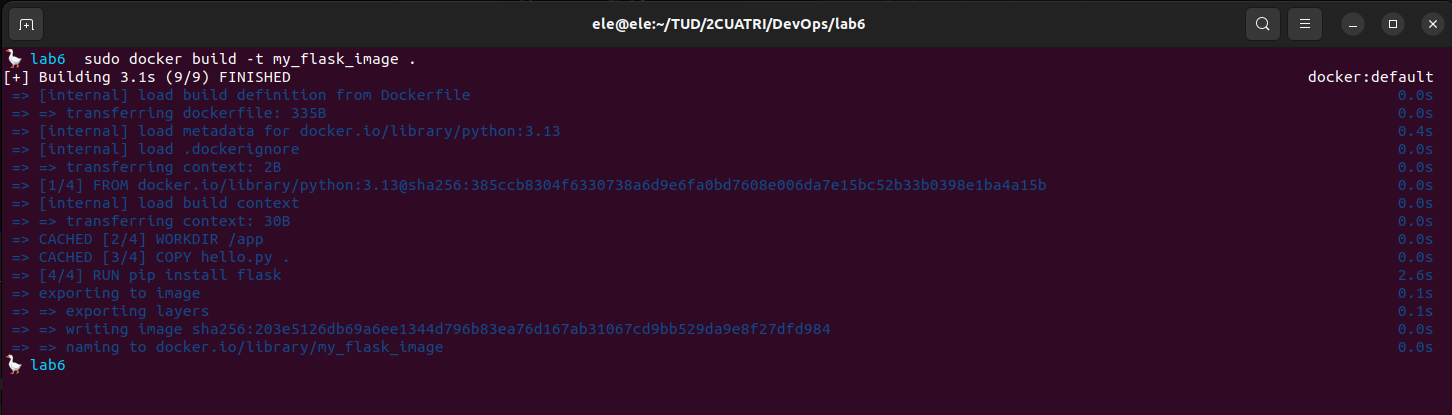 ele@ele:~/TUD/2CUATRI/DevOps/lab6
lab6 sudo docker build -t my_flask_image .
[+] Building 3.1s (9/9) FINISHED docker:default
=> [internal] load build definition from Dockerfile 0.0s
=> => transferring dockerfile: 335B 0.0s
=> [internal] load metadata for docker.io/library/python:3.13 0.4s
=> [internal] load .dockerignore 0.0s
=> => transferring context: 2B 0.0s
=> [1/4] FROM docker.io/library/python:3.13@sha256:385ccb8304f6330738a6d9e6fa0bd7608e006da7e15bc52b33b0398e1ba4a15b 0.0s
=> [internal] load build context 0.0s
=> => transferring context: 30B 0.0s
=> CACHED [2/4] WORKDIR /app 0.0s
=> CACHED [3/4] COPY hello.py . 0.0s
=> [4/4] RUN pip install flask 2.6s
=> exporting to image 0.1s
=> => exporting layers 0.1s
=> => writing image sha256:203e5126db69a6ee1344d796b83ea76d167ab31067cd9bb529da9e8f27dfd984 0.0s
=> => naming to docker.io/library/my_flask_image 0.0s
lab6